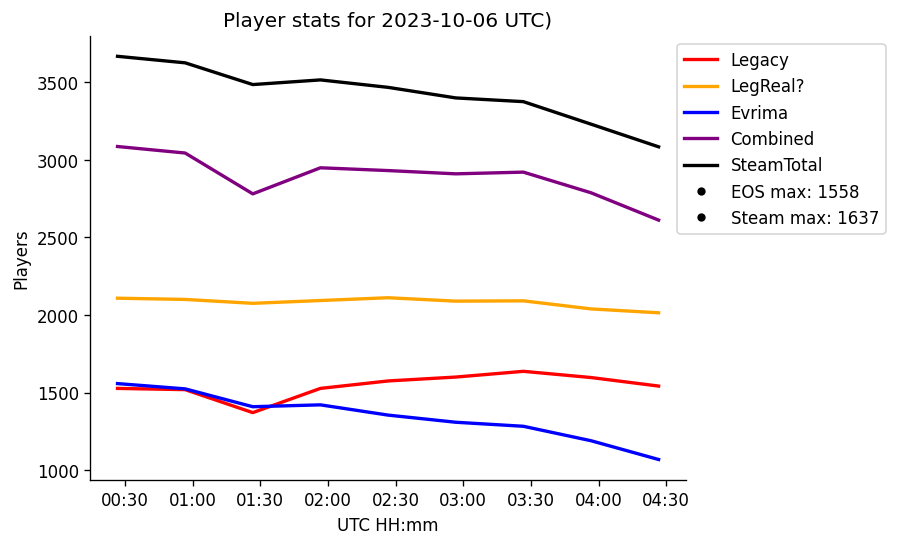 Player stats for 2023-10-06 UTC)
Legacy
LegReal?
Evrima
Combined
SteamTotal
EOS max: 1558
Steam max: 1637
Players
3500
3000
2500
2000
1500
1000
00:30 01:00 01:30 02:00 02:30 03:00 03:30 04:00 04:30
UTC HH:mm